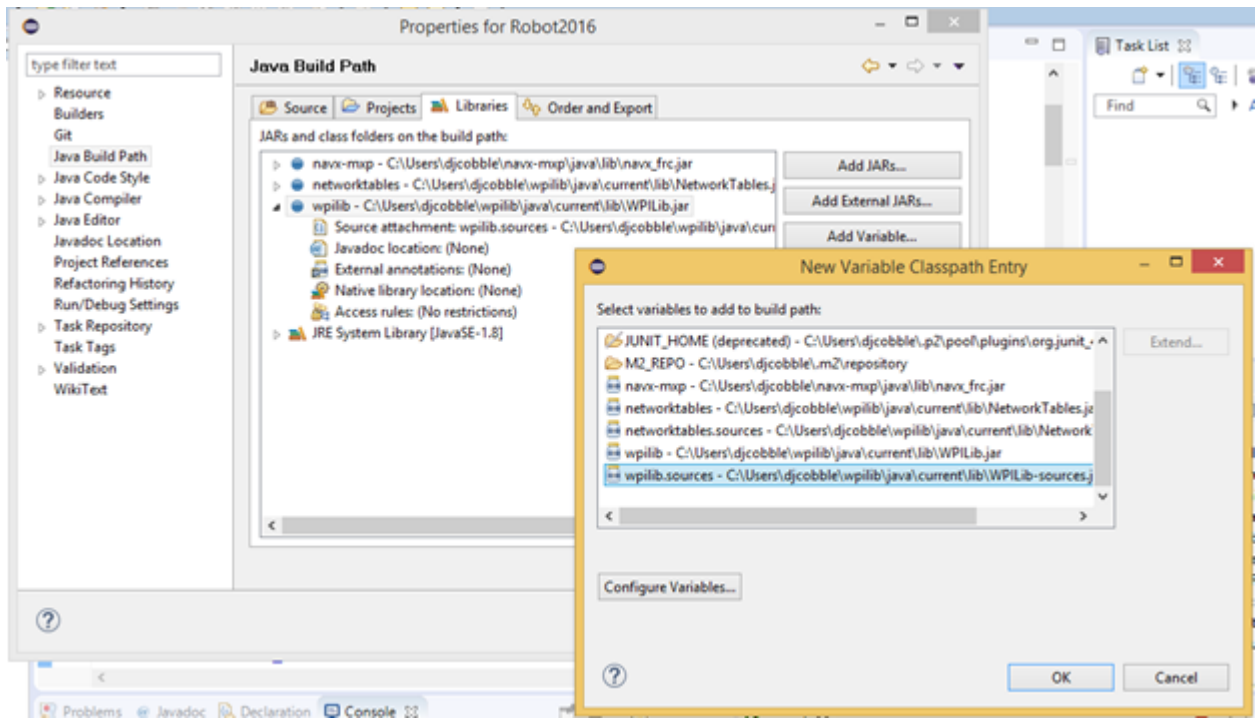 Properties for Robot2016
type filter text
Resource
Builders
Git
Java Build Path
Java Code Style
Java Compiler
Java Editor
Javadoc Location
Project References
Refactoring History
Run/Debug Settings
Task Repository
Task Tags
Validation
WikiText
Java Build Path
Source Projects Libraries Order and Export
JARs and class folders on the build path:
navx-mxp - C:\Users\djcobble\navx-mxp\java\lib\navx_frc.jar
networktables - C:\Users\djcobble\wpilib\java\current\lib\NetworkTables.j
wpilib - C:\Users\djcobble\wpilib\java\current\lib\WPILib.jar
Source attachment: wpilib.sources - C:\Users\djcobble\wpilib\java\curr
Javadoc location: (None)
External annotations: (None)
Native library location: (None)
Access rules: (No restrictions)
JRE System Library [JavaSE-1.8]
Add JARs...
Add External JARs...
Add Variable...
Task List
Find
New Variable Classpath Entry
Select variables to add to build path:
JUNIT_HOME (deprecated) - C:\Users\djcobble\.p2\pool\plugins\org.junit_
M2_REPO - C:\Users\djcobble\.m2\repository
navx-mxp - C:\Users\djcobble\navx-mxp\java\lib\navx_frc.jar
networktables - C:\Users\djcobble\wpilib\java\current\lib\NetworkTables.ja
networktables.sources - C:\Users\djcobble\wpilib\java\current\lib\Network
wpilib - C:\Users\djcobble\wpilib\java\current\lib\WPILib.jar
wpilib.sources - C:\Users\djcobble\wpilib\java\current\lib\WPILib-sources.j
Extend...
Configure Variables...
OK Cancel
Problems Javadoc Declaration Console